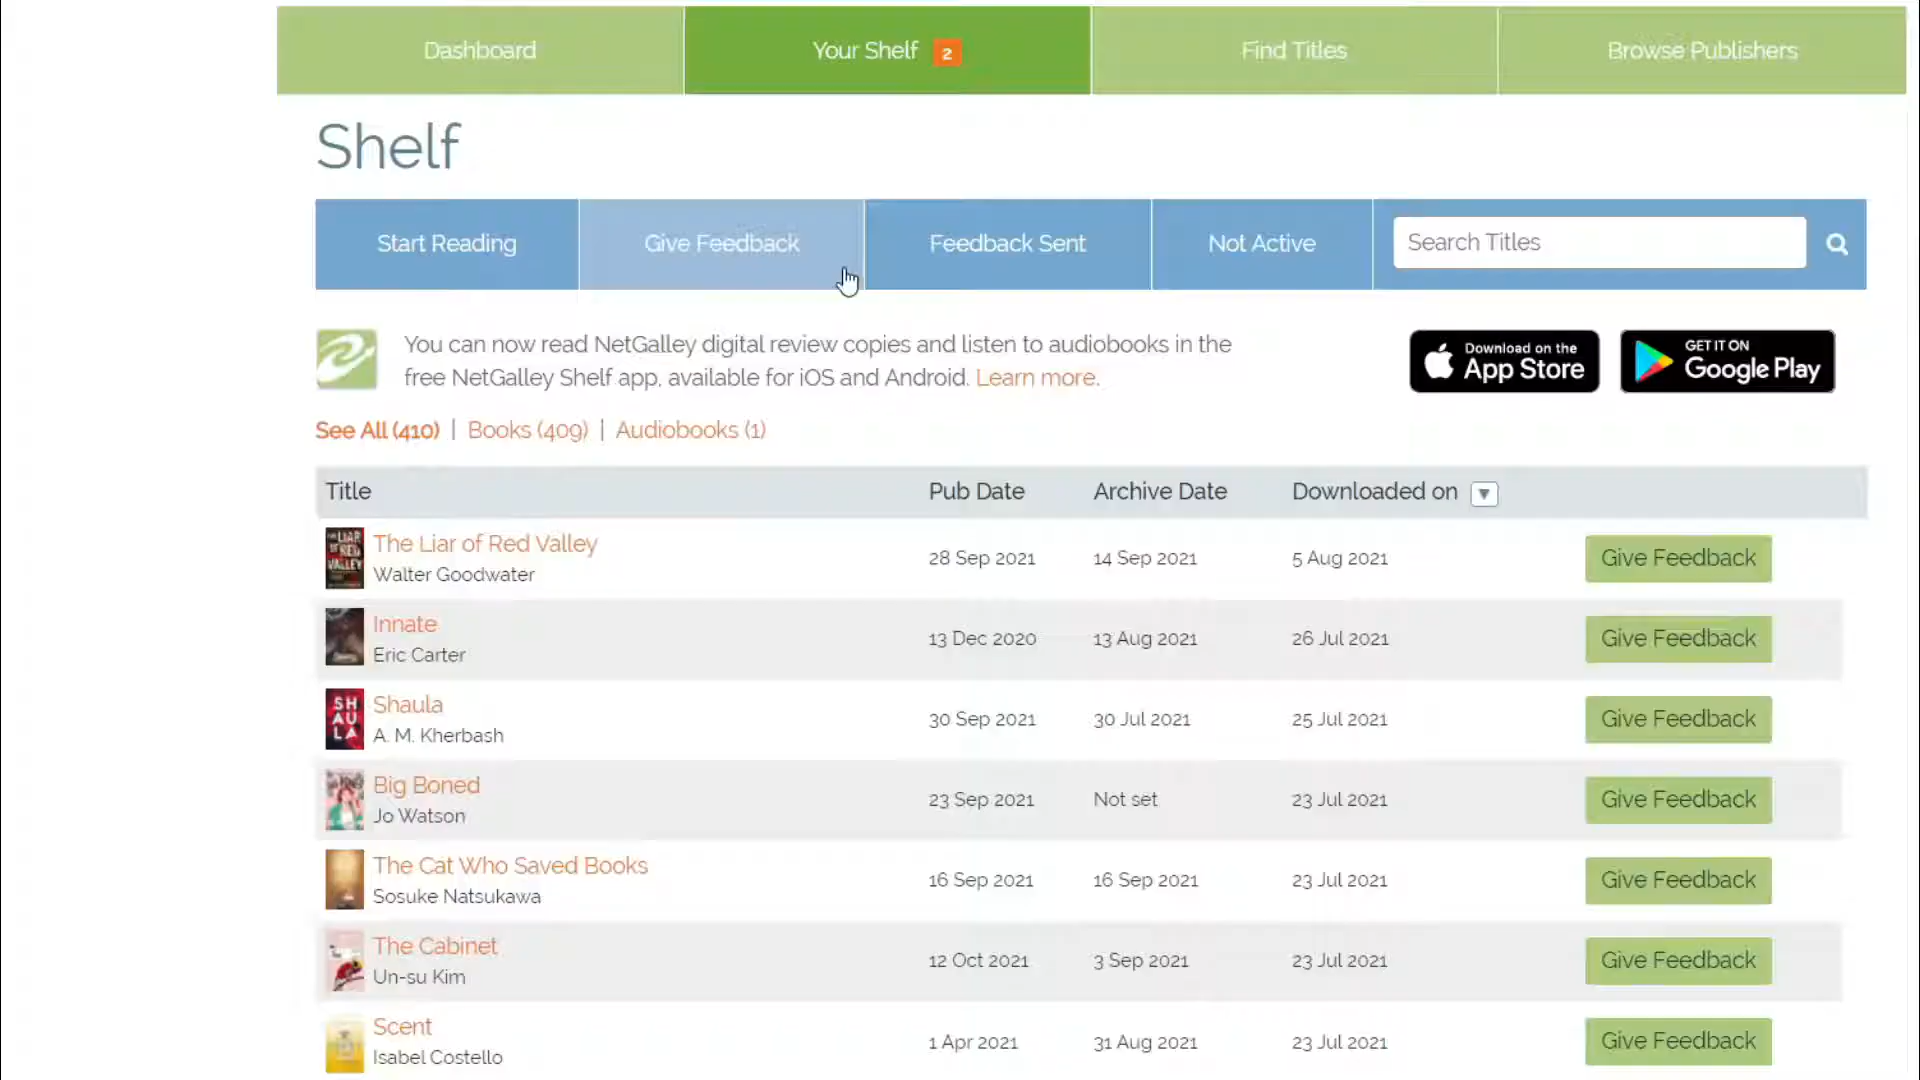 Dashboard
Your Shelf 2
Find Titles
Browse Publishers
Shelf
Start Reading
Give Feedback
Feedback Sent
Not Active
Search Titles
You can now read NetGalley digital review copies and listen to audiobooks in the
free NetGalley Shelf app, available for iOS and Android. Learn more.
Download on the
App Store
GET IT ON
Google Play
See All (410) | Books (409) | Audiobooks (1)
Title Pub Date Archive Date Downloaded on
THE LIAR
OF RED
VALLEY
The Liar of Red Valley
Walter Goodwater
28 Sep 2021 14 Sep 2021 5 Aug 2021 Give Feedback
Innate
Eric Carter
13 Dec 2020 13 Aug 2021 26 Jul 2021 Give Feedback
SH
AU
LA
Shaula
A. M. Kherbash
30 Sep 2021 30 Jul 2021 25 Jul 2021 Give Feedback
Big Boned
Jo Watson
23 Sep 2021 Not set 23 Jul 2021 Give Feedback
The Cat Who Saved Books
Sosuke Natsukawa
16 Sep 2021 16 Sep 2021 23 Jul 2021 Give Feedback
The Cabinet
Un-su Kim
12 Oct 2021 3 Sep 2021 23 Jul 2021 Give Feedback
Scent
Isabel Costello
1 Apr 2021 31 Aug 2021 23 Jul 2021 Give Feedback